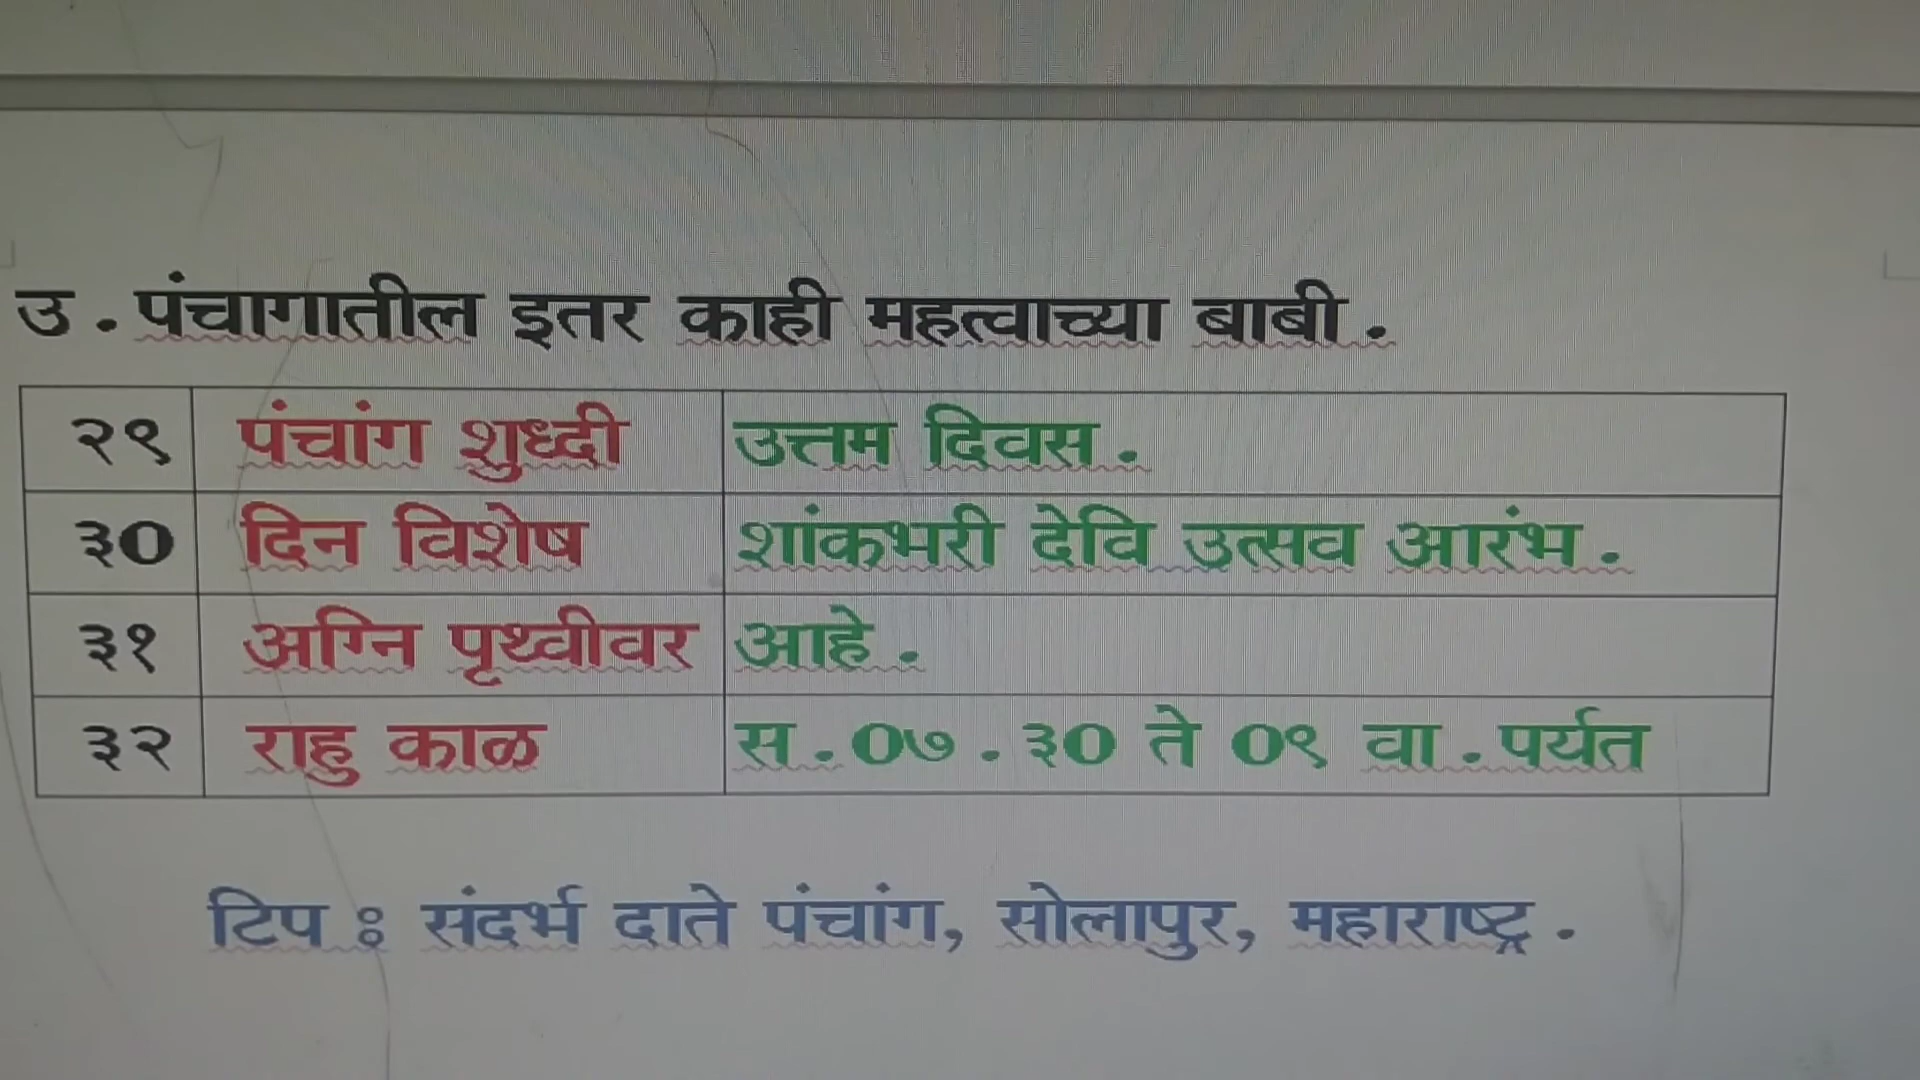 उ . पंचागातील इतर काही महत्वाच्या बाबी .
२९ पंचांग शुध्दी उत्तम दिवस .
३० दिन विशेष शांकभरी देवि उत्सव आरंभ .
३१ अग्नि पृथ्वीवर आहे .
३२ राहु काळ स . ०७ . ३० ते ०९ वा . पर्यत
टिप : संदर्भ दाते पंचांग, सोलापुर, महाराष्ट्र .